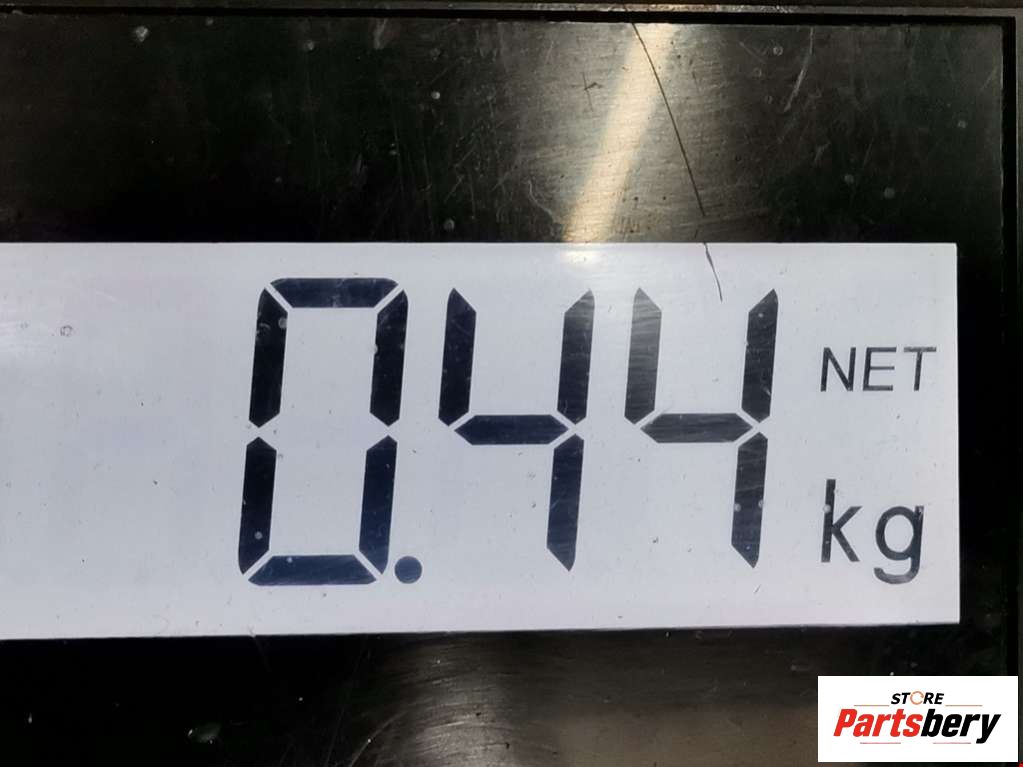 0.44 NET
kg
STORE
Partsbery